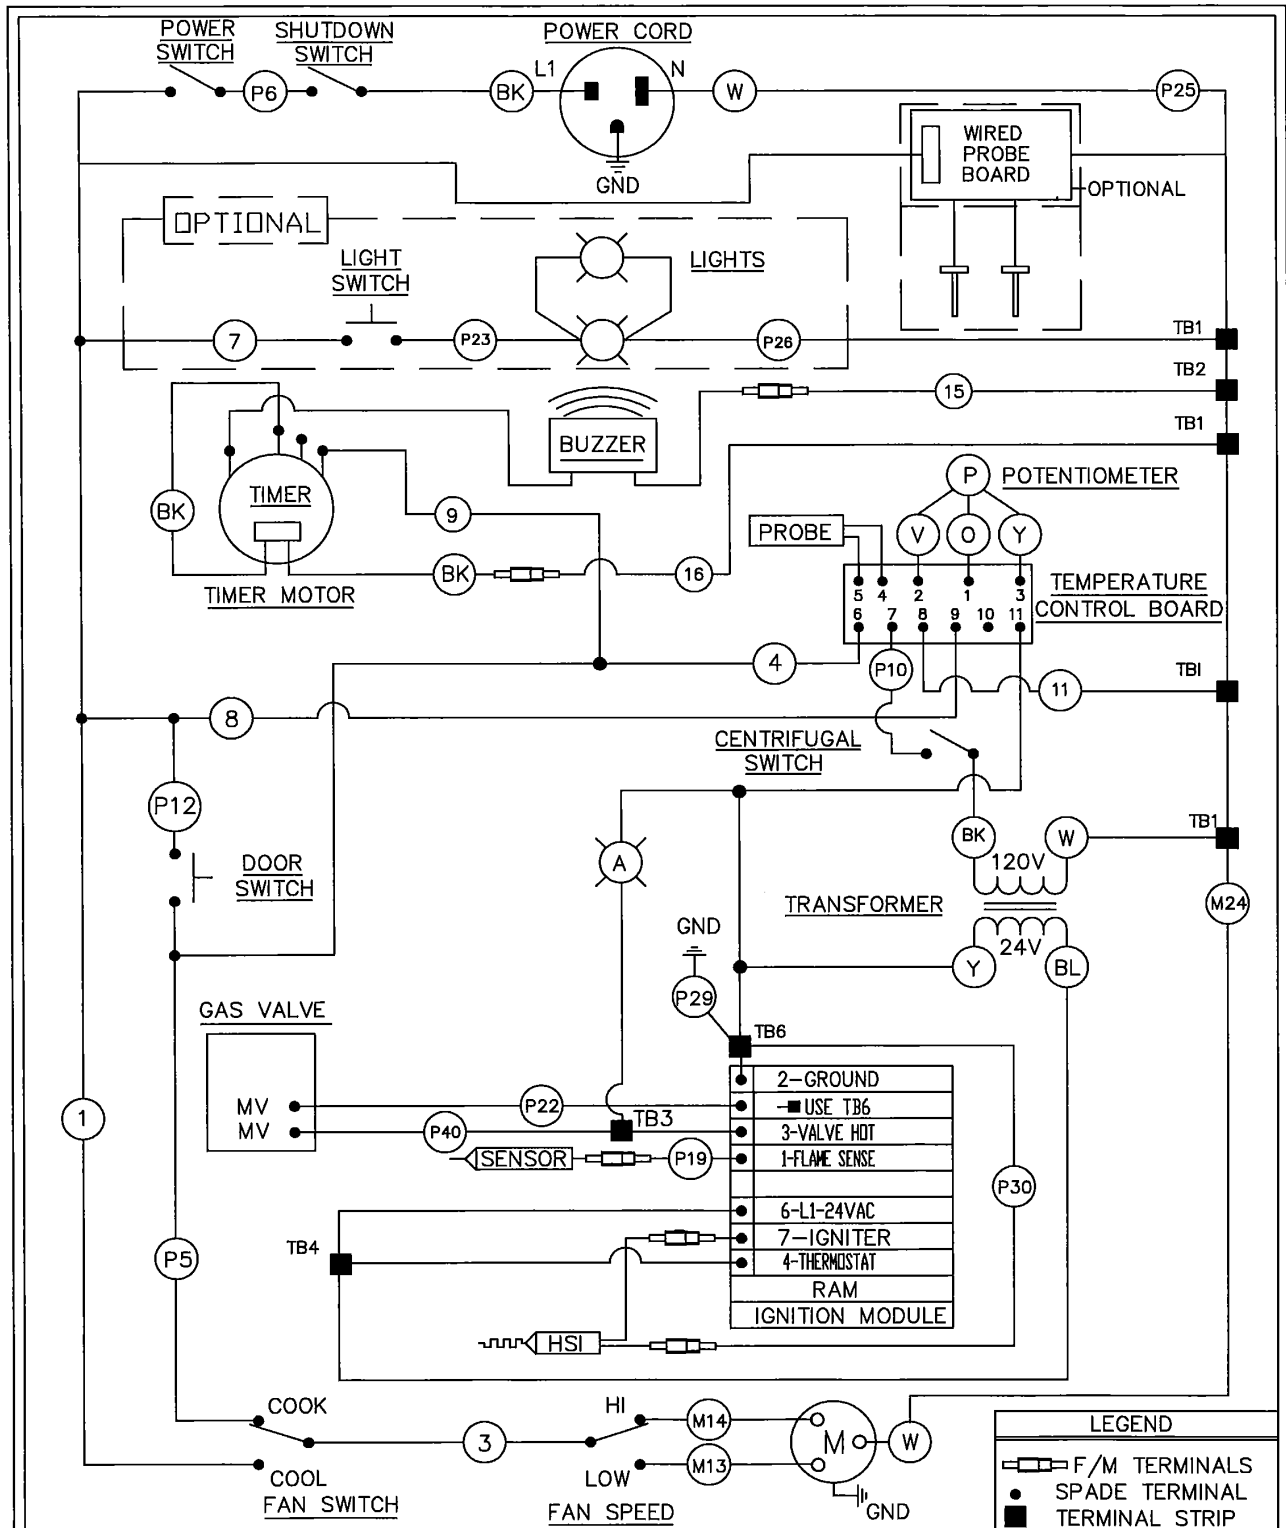 POWER
SWITCH
SHUTDOWN
SWITCH
POWER CORD
P6
BK
L1
N
W
P25
GND
WIRED
PROBE
BOARD
OPTIONAL
OPTIONAL
LIGHT
SWITCH
LIGHTS
7
P23
P26
TB1
TB2
15
TB1
BUZZER
TIMER
BK
9
BK
16
TIMER MOTOR
P
POTENTIOMETER
PROBE
V
O
Y
5
4
2
1
3
6
7
8
9
10
11
TEMPERATURE
CONTROL BOARD
4
P10
11
TBI
8
CENTRIFUGAL
SWITCH
P12
DOOR
SWITCH
A
BK
W
TB1
120V
TRANSFORMER
24V
M24
Y
BL
GND
P29
TB6
GAS VALVE
MV
MV
P22
P40
TB3
SENSOR
P19
2-GROUND
USE TB6
3-VALVE HOT
1-FLAME SENSE
6-L1-24VAC
7-IGNITER
4-THERMOSTAT
RAM
IGNITION MODULE
1
P30
P5
TB4
HSI
COOK
COOL
FAN SWITCH
3
HI
LOW
FAN SPEED
M14
M13
M
W
GND
LEGEND
F/M TERMINALS
SPADE TERMINAL
TERMINAL STRIP